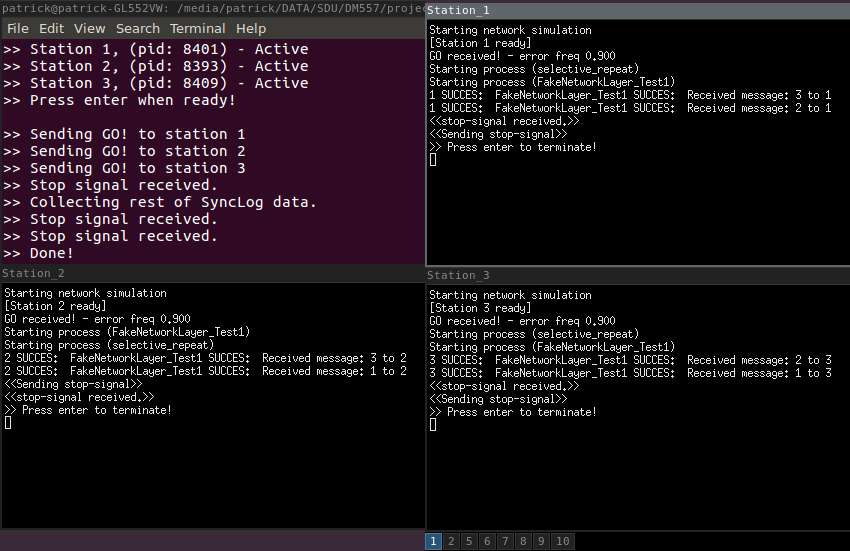 patrick@patrick-GL552VW: /media/patrick/DATA/SDU/DM557/projec
File Edit View Search Terminal Help
>> Station 1, (pid: 8401) - Active
>> Station 2, (pid: 8393) - Active
>> Station 3, (pid: 8409) - Active
>> Press enter when ready!
>> Sending GO! to station 1
>> Sending GO! to station 2
>> Sending GO! to station 3
>> Stop signal received.
>> Collecting rest of SyncLog data.
>> Stop signal received.
>> Stop signal received.
>> Done!
Station_1
Starting network simulation
[Station 1 ready]
GO received! - error freq 0.900
Starting process (selective_repeat)
Starting process (FakeNetworkLayer_Test1)
1 SUCCES:  FakeNetworkLayer_Test1 SUCCES:  Received message: 3 to 1
1 SUCCES:  FakeNetworkLayer_Test1 SUCCES:  Received message: 2 to 1
<<stop-signal received.>>
<<Sending stop-signal>>
>> Press enter to terminate!
Station_2
Starting network simulation
[Station 2 ready]
GO received! - error freq 0.900
Starting process (FakeNetworkLayer_Test1)
Starting process (selective_repeat)
2 SUCCES:  FakeNetworkLayer_Test1 SUCCES:  Received message: 3 to 2
2 SUCCES:  FakeNetworkLayer_Test1 SUCCES:  Received message: 1 to 2
<<Sending stop-signal>>
<<stop-signal received.>>
>> Press enter to terminate!
Station_3
Starting network simulation
[Station 3 ready]
GO received! - error freq 0.900
Starting process (selective_repeat)
Starting process (FakeNetworkLayer_Test1)
3 SUCCES:  FakeNetworkLayer_Test1 SUCCES:  Received message: 2 to 3
3 SUCCES:  FakeNetworkLayer_Test1 SUCCES:  Received message: 1 to 3
<<stop-signal received.>>
<<Sending stop-signal>>
>> Press enter to terminate!
1 2 5 6 7 8 9 10